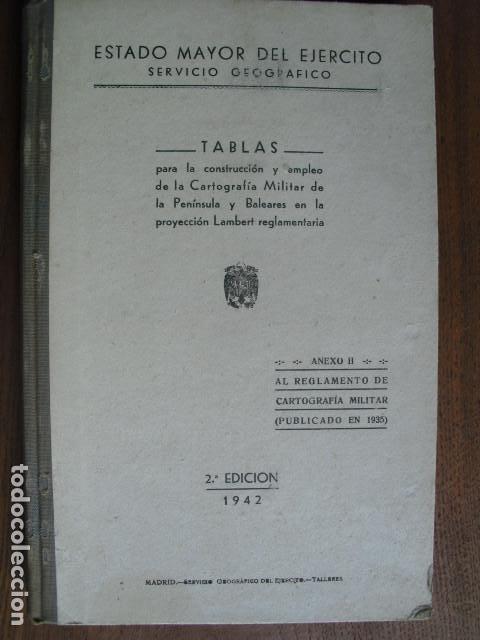 ESTADO MAYOR DEL EJERCITO
SERVICIO GEOGRAFICO
TABLAS
para la construcción y empleo
de la Cartografía Militar de
la Península y Baleares en la
proyección Lambert reglamentaria
-:- -:- ANEXO II -:- -:-
AL REGLAMENTO DE
CARTOGRAFÍA MILITAR
(PUBLICADO EN 1935)
2.ª EDICION
1942
MADRID.—SERVICIO GEOGRÁFICO DEL EJERCITO.—TALLERES
todocoleccion.net